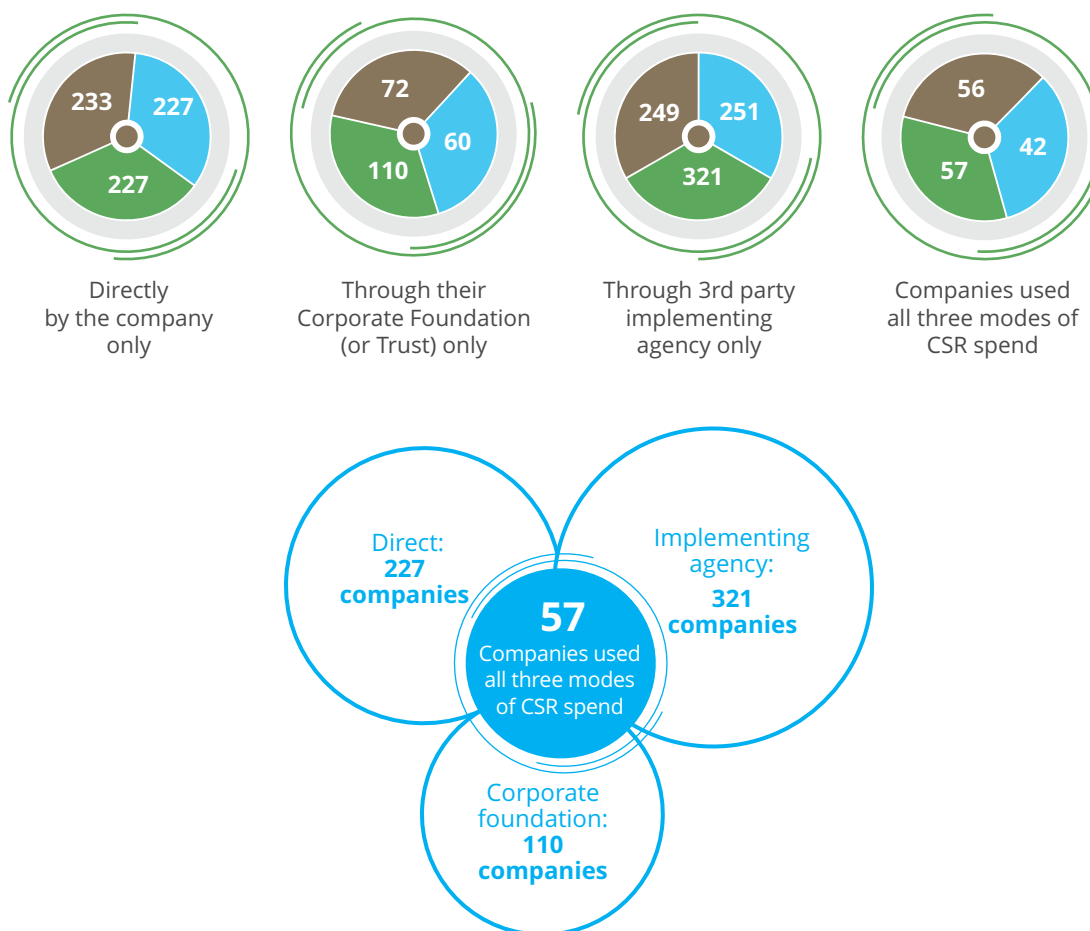 233
227
227
Directly
by the company
only
72
60
110
Through their
Corporate Foundation
(or Trust) only
249
251
321
Through 3rd party
implementing
agency only
56
42
57
Companies used
all three modes of
CSR spend
Direct:
227
companies
Implementing
agency:
321
companies
57
Companies used
all three modes
of CSR spend
Corporate
foundation:
110
companies